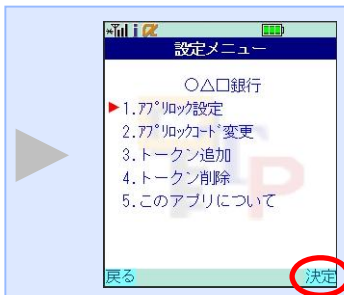 設定メニュー
○△□銀行
1.ｱﾌﾟﾘﾛｯｸ設定
2.ｱﾌﾟﾘﾛｯｸｺｰﾄﾞ変更
3.トークン追加
4.トークン削除
5.このアプリについて
戻る 決定